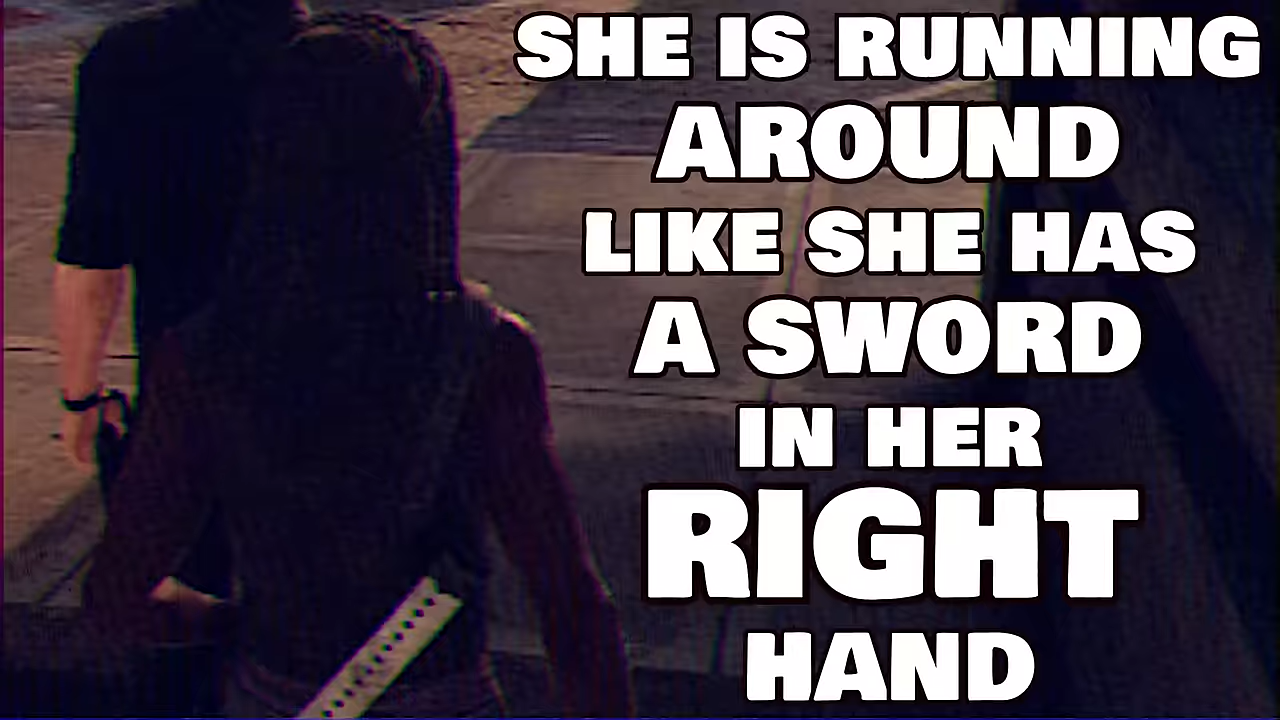 SHE IS RUNNING
AROUND
LIKE SHE HAS
A SWORD
IN HER
RIGHT
HAND